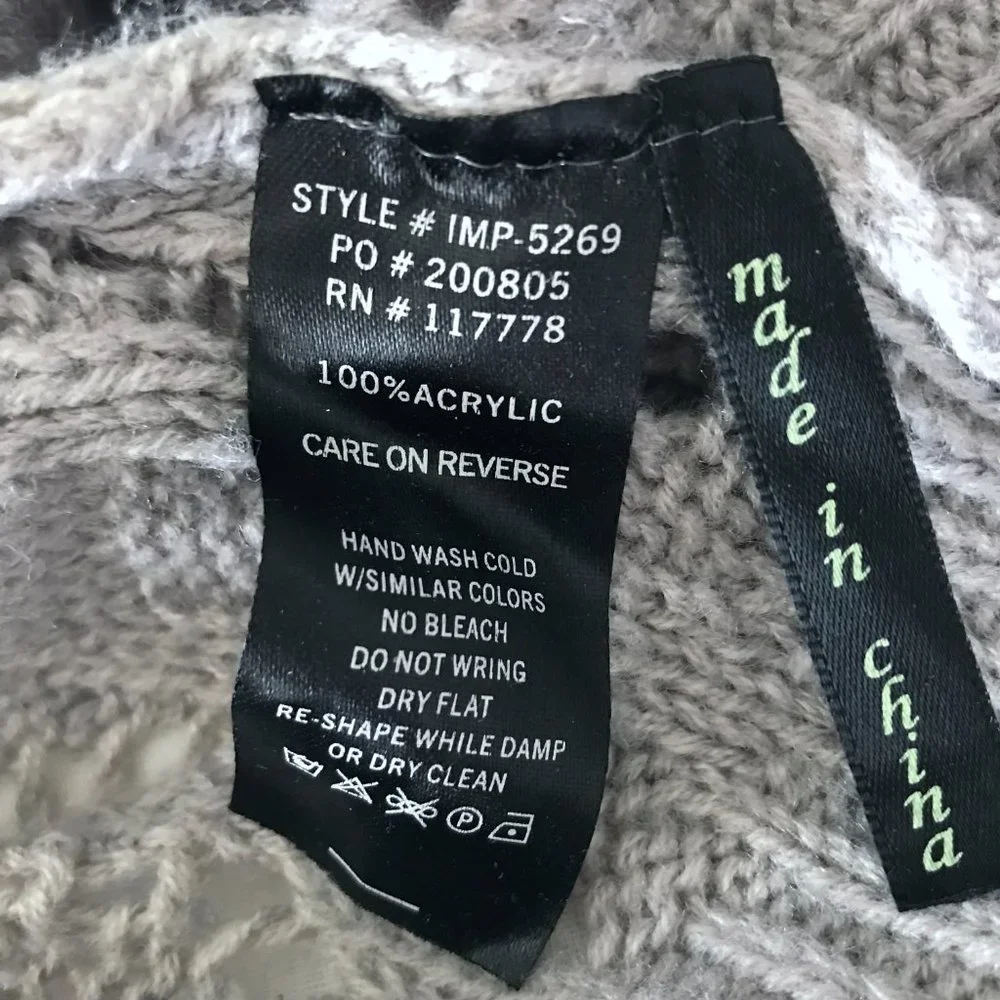 STYLE # IMP-5269
PO # 200805
RN # 117778
100%ACRYLIC
CARE ON REVERSE
HAND WASH COLD
W/SIMILAR COLORS
NO BLEACH
DO NOT WRING
DRY FLAT
RE-SHAPE WHILE DAMP
OR DRY CLEAN
P
made in china